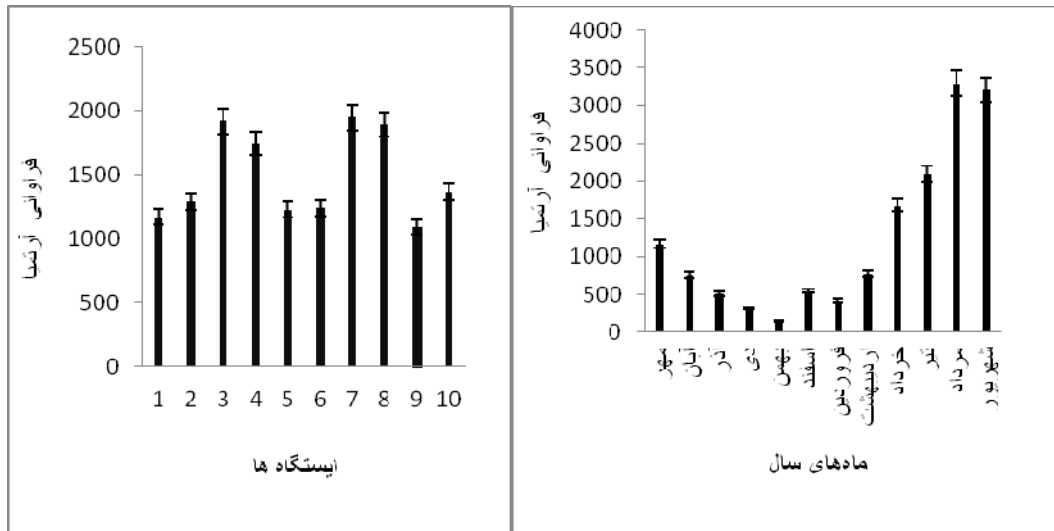 2500
2000
1500
1000
500
0
فراوانی آرتمیا
1 2 3 4 5 6 7 8 9 10
ایستگاه ها
4000
3500
3000
2500
2000
1500
1000
500
0
فراوانی آرتمیا
مهر
آبان
آذر
دی
بهمن
اسفند
فروردین
اردیبهشت
خرداد
تیر
مرداد
شهریور
ماه‌های سال